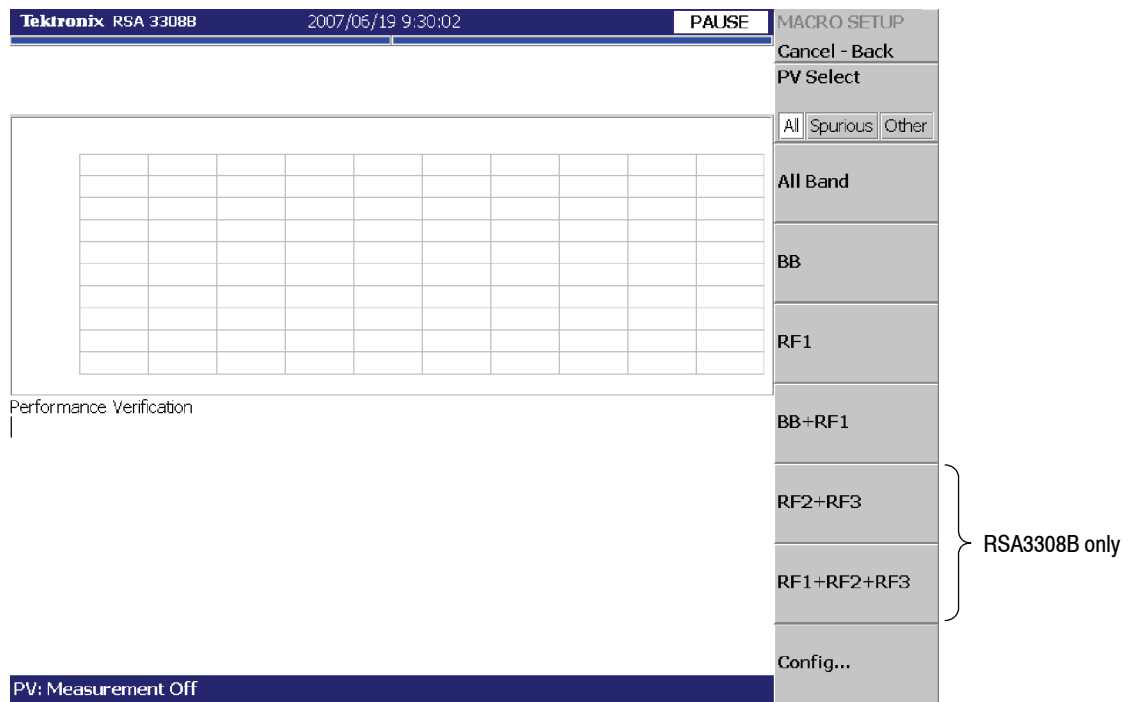 Tektronix RSA 3308B 2007/06/19 9:30:02 PAUSE
MACRO SETUP
Cancel - Back
PV Select
All Spurious Other
All Band
BB
RF1
Performance Verification
BB+RF1
RF2+RF3
RSA3308B only
RF1+RF2+RF3
Config...
PV: Measurement Off